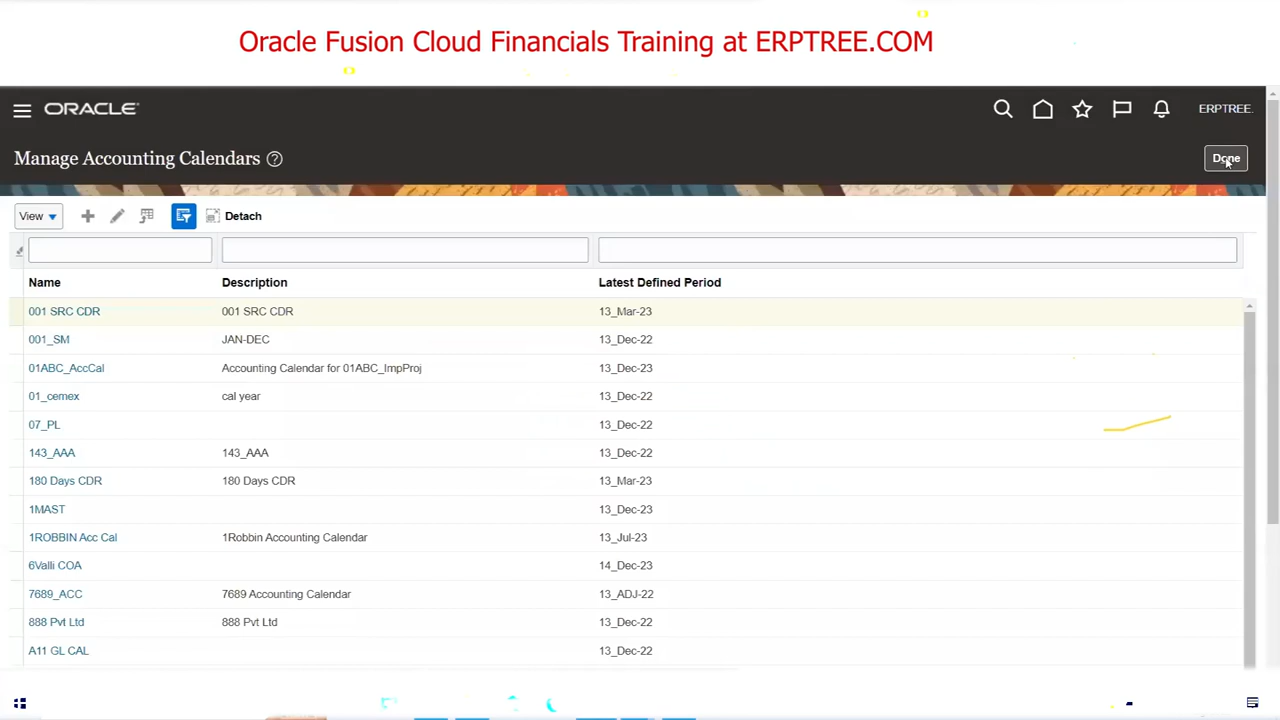 Oracle Fusion Cloud Financials Training at ERPTREE.COM
ORACLE
ERPTREE.
Manage Accounting Calendars ?
Done
View
Detach
Name Description Latest Defined Period
001 SRC CDR 001 SRC CDR 13_Mar-23
001_SM JAN-DEC 13_Dec-22
01ABC_AccCal Accounting Calendar for 01ABC_ImpProj 13_Dec-23
01_cemex cal year 13_Dec-22
07_PL 13_Dec-22
143_AAA 143_AAA 13_Dec-22
180 Days CDR 180 Days CDR 13_Mar-23
1MAST 13_Dec-23
1ROBBIN Acc Cal 1Robbin Accounting Calendar 13_Jul-23
6Valli COA 14_Dec-23
7689_ACC 7689 Accounting Calendar 13_ADJ-22
888 Pvt Ltd 888 Pvt Ltd 13_Dec-22
A11 GL CAL 13_Dec-22